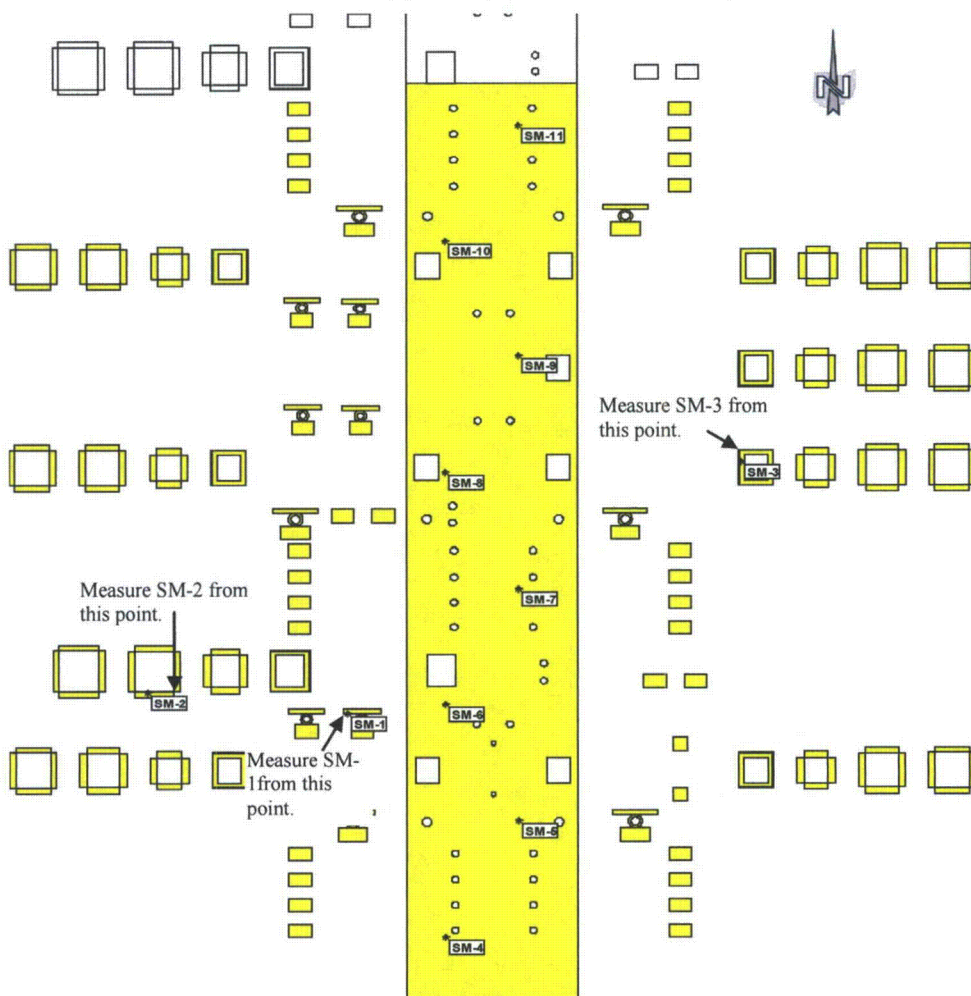 N
SM-11
SM-10
SM-9
Measure SM-3 from
this point.
SM-3
SM-8
Measure SM-2 from
this point.
SM-7
SM-2
SM-6
SM-1
Measure SM-
1from this
point.
SM-5
SM-4